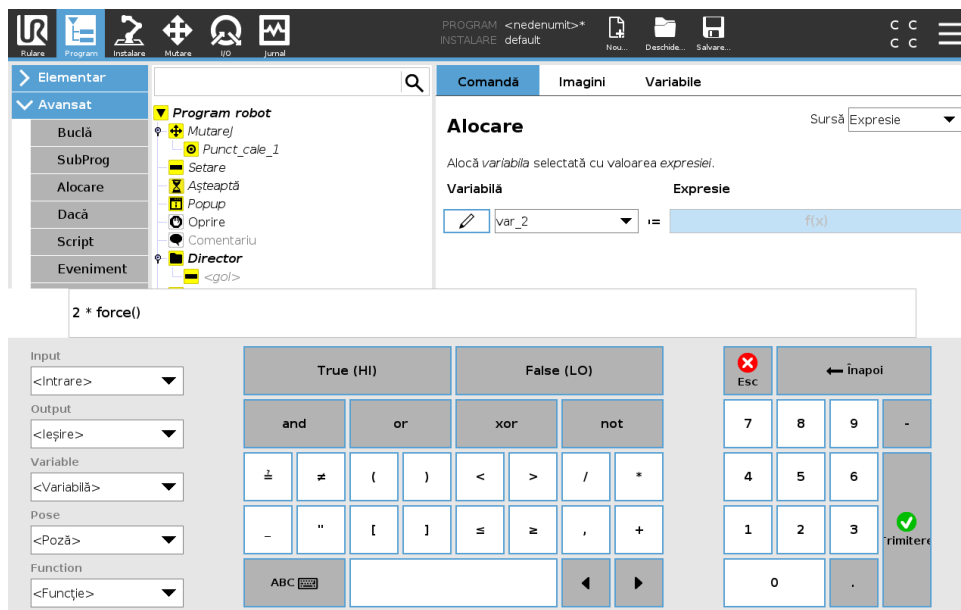 PROGRAM <nedenumit>*
INSTALARE default
Rulare
Program
Instalare
Mutare
I/O
Jurnal
Nou...
Deschide...
Salvare...
C C
C C
Elementar
Avansat
Buclă
SubProg
Alocare
Dacă
Script
Eveniment
Program robot
MutareJ
Punct_cale_1
Setare
Așteaptă
Popup
Oprire
Comentariu
Director
<gol>
Comandă
Imagini
Variabile
Alocare
Sursă Expresie
Alocă variabila selectată cu valoarea expresiei.
Variabilă
Expresie
var_2
:=
f(x)
2 * force()
Input
<Intrare>
Output
<Ieșire>
Variable
<Variabilă>
Pose
<Poză>
Function
<Funcție>
True (HI)
False (LO)
and
or
xor
not
≟ ≠ ( ) < > / *
_ " [ ] ≤ ≥ , +
ABC
Esc
Înapoi
7 8 9 -
4 5 6
1 2 3
Trimitere
0 .